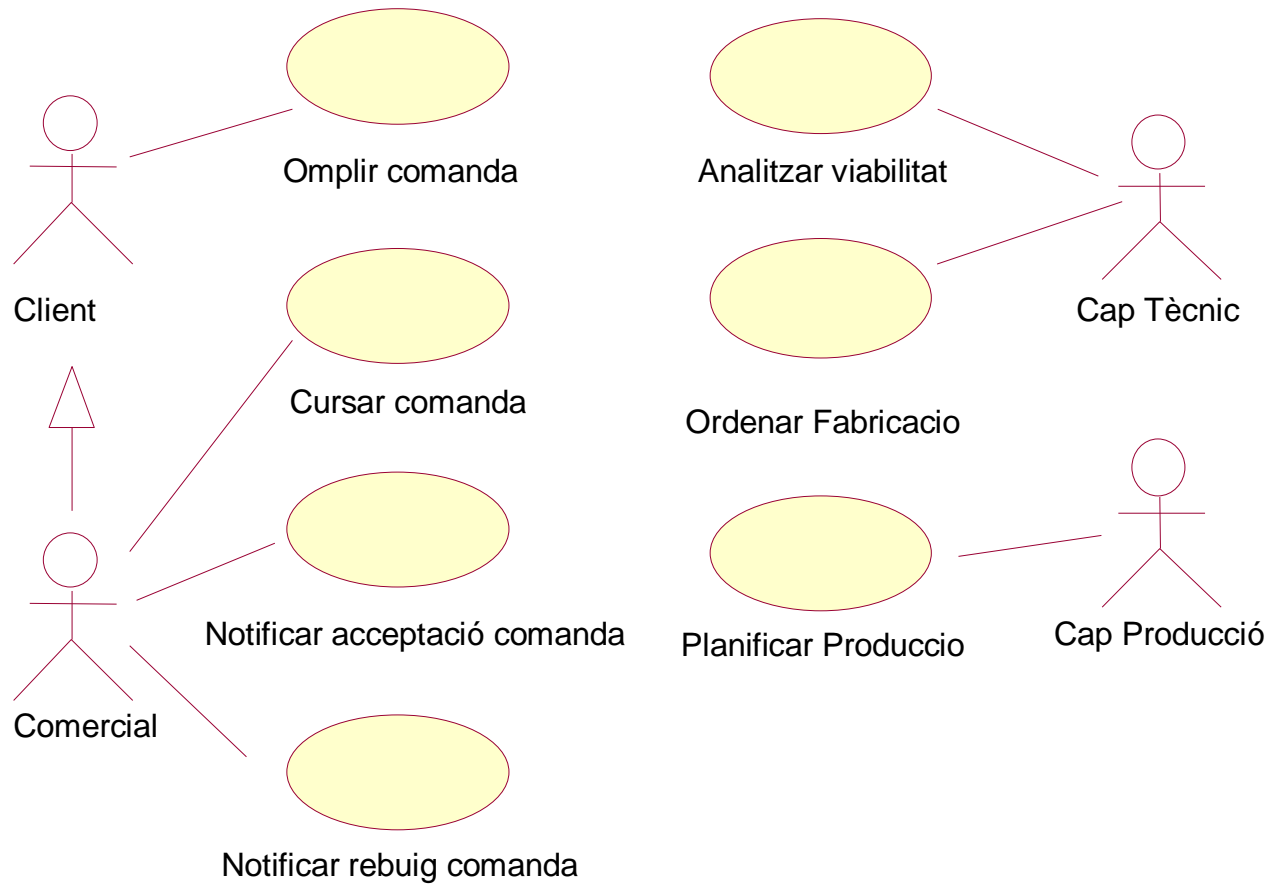 Omplir comanda
Analitzar viabilitat
Client
Cap Tècnic
Cursar comanda
Ordenar Fabricacio
Notificar acceptació comanda
Planificar Produccio
Cap Producció
Comercial
Notificar rebuig comanda